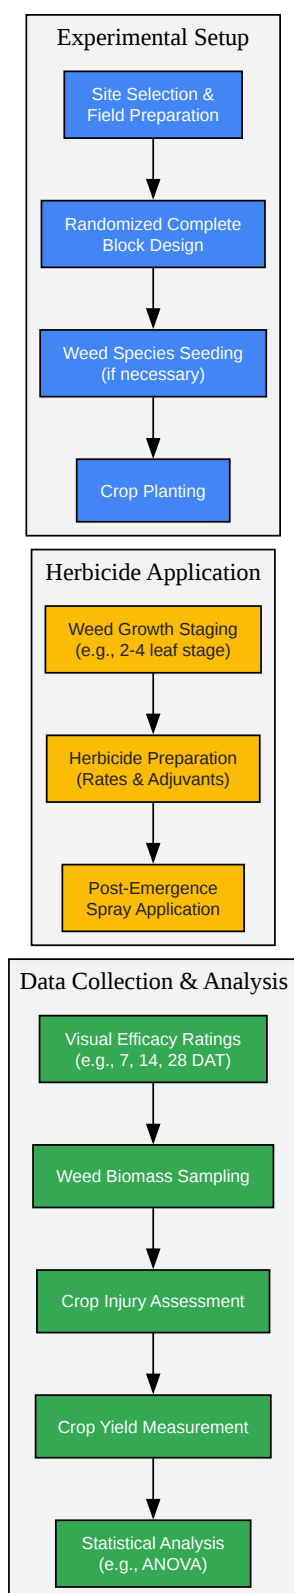 Experimental Setup
Site Selection &
Field Preparation
Randomized Complete
Block Design
Weed Species Seeding
(if necessary)
Crop Planting
Herbicide Application
Weed Growth Staging
(e.g., 2-4 leaf stage)
Herbicide Preparation
(Rates & Adjuvants)
Post-Emergence
Spray Application
Data Collection & Analysis
Visual Efficacy Ratings
(e.g., 7, 14, 28 DAT)
Weed Biomass Sampling
Crop Injury Assessment
Crop Yield Measurement
Statistical Analysis
(e.g., ANOVA)